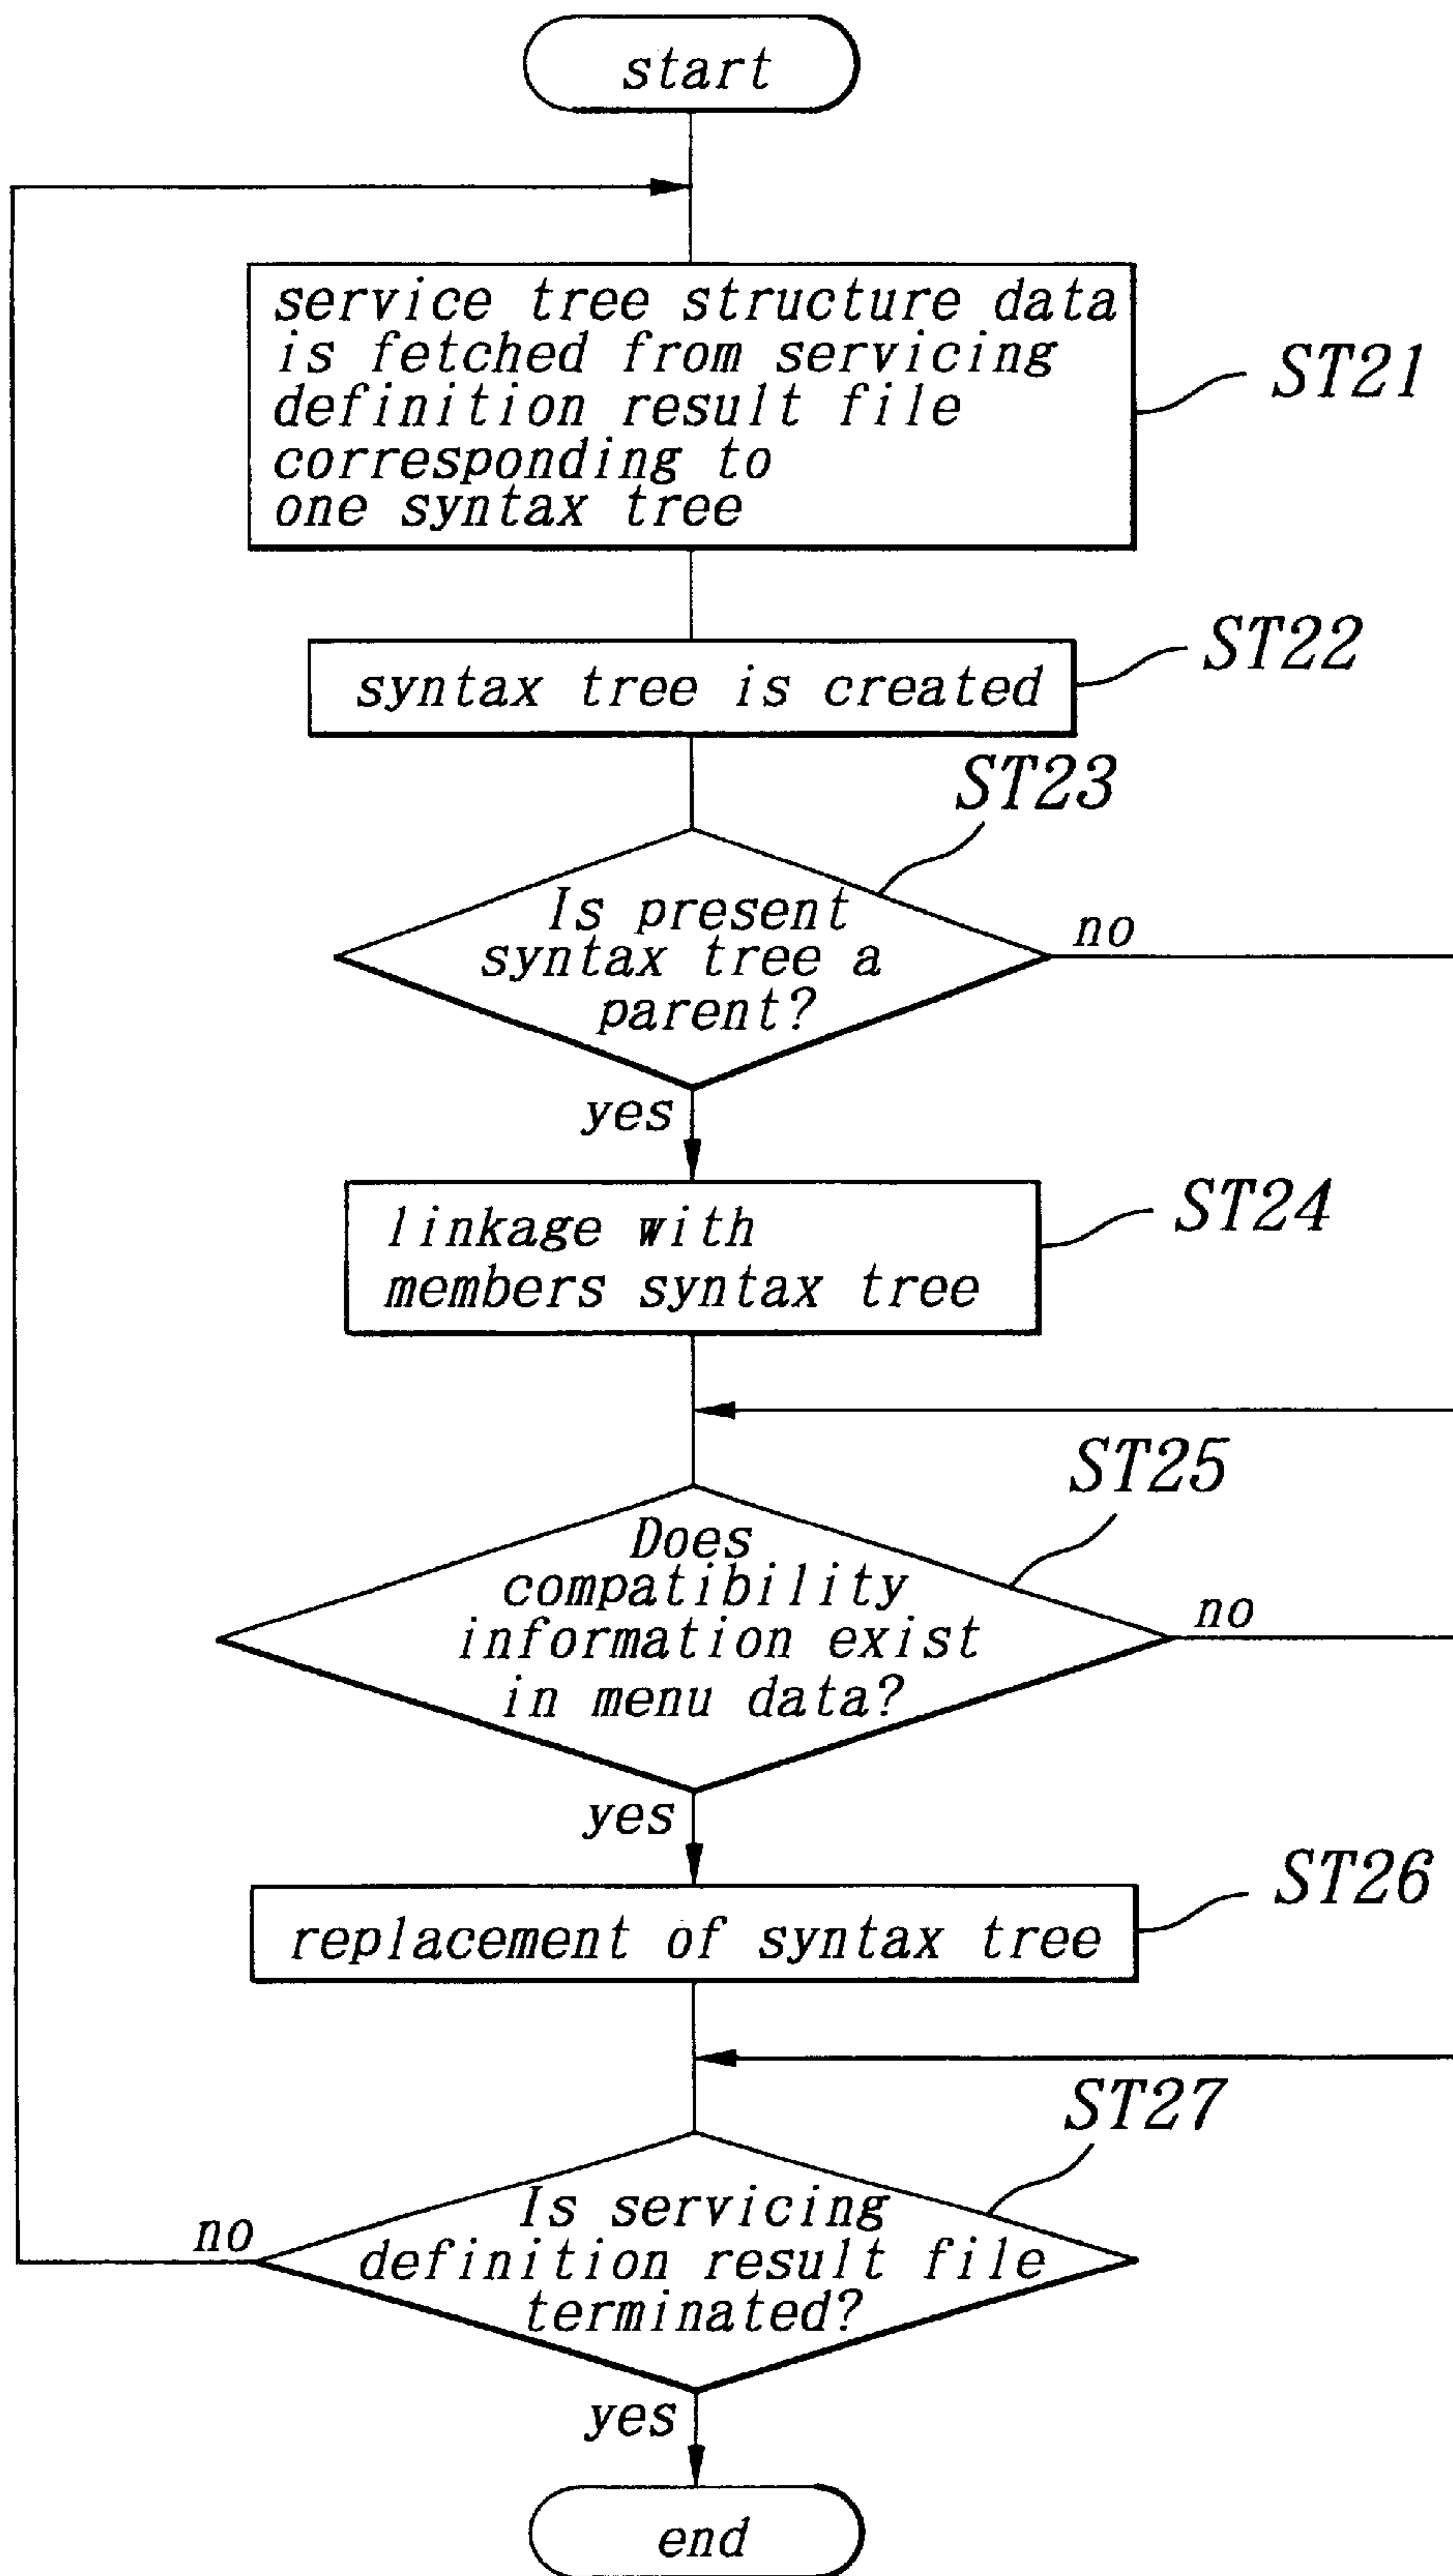 start
service tree structure data
is fetched from servicing
definition result file
corresponding to
one syntax tree
ST21
syntax tree is created
ST22
ST23
Is present
syntax tree a
parent?
no
yes
linkage with
members syntax tree
ST24
ST25
Does
compatibility
information exist
in menu data?
no
yes
replacement of syntax tree
ST26
ST27
Is servicing
definition result file
terminated?
no
yes
end